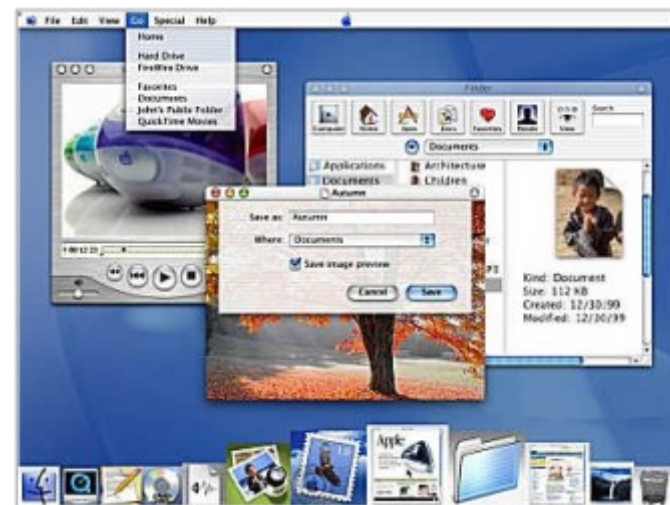 File Edit View Go Special Help
Home
Hard Drive
FireWire Drive
Favorites
Documents
John's Public Folder
QuickTime Movies
Folder
Computer Home Apps Docs Favorites People View
Search
Documents
Applications
Documents
Architecture
Children
Autumn
Save as: Autumn
Where: Documents
Save image preview
Cancel Save
Kind: Document
Size: 112 KB
Created: 12/30/99
Modified: 12/30/99
Apple